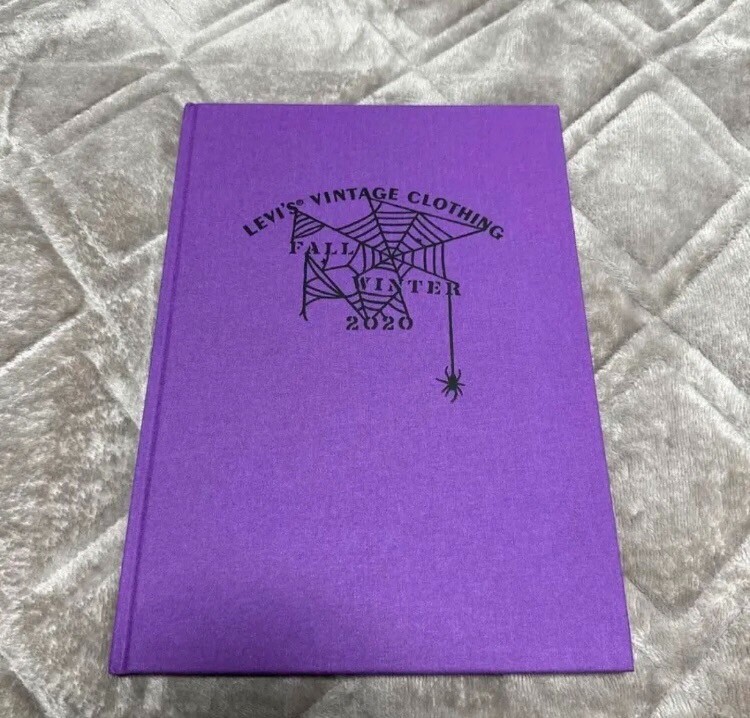 LEVI'S® VINTAGE CLOTHING
FALL
WINTER
2020